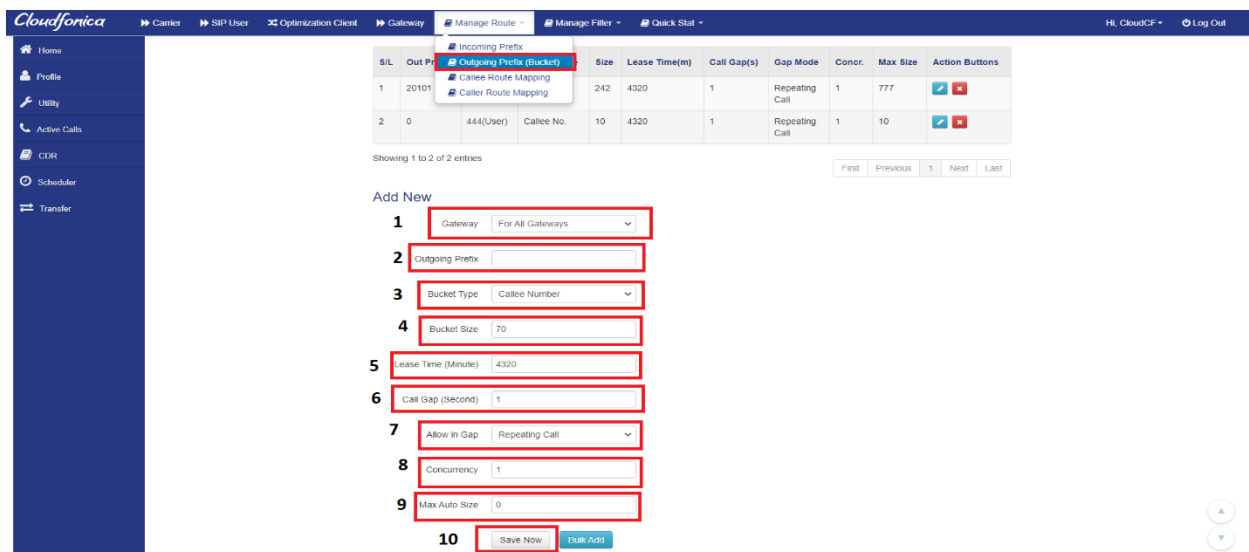 Cloudfonica Carrier SIP User Optimization Client Gateway Manage Route Manage Filter Quick Stat Hi, CloudCF Log Out
Home
Profile
Utility
Active Calls
CDR
Scheduler
Transfer
Incoming Prefix
Outgoing Prefix (Bucket)
Callee Route Mapping
Caller Route Mapping
S/L Out Pr Size Lease Time(m) Call Gap(s) Gap Mode Concr. Max Size Action Buttons
1 20101 242 4320 1 Repeating Call 1 777
2 0 444(User) Callee No. 10 4320 1 Repeating Call 1 10
Showing 1 to 2 of 2 entries
First Previous 1 Next Last
Add New
1 Gateway For All Gateways
2 Outgoing Prefix
3 Bucket Type Callee Number
4 Bucket Size 70
5 Lease Time (Minute) 4320
6 Call Gap (Second) 1
7 Allow in Gap Repeating Call
8 Concurrency 1
9 Max Auto Size 0
10 Save Now Bulk Add